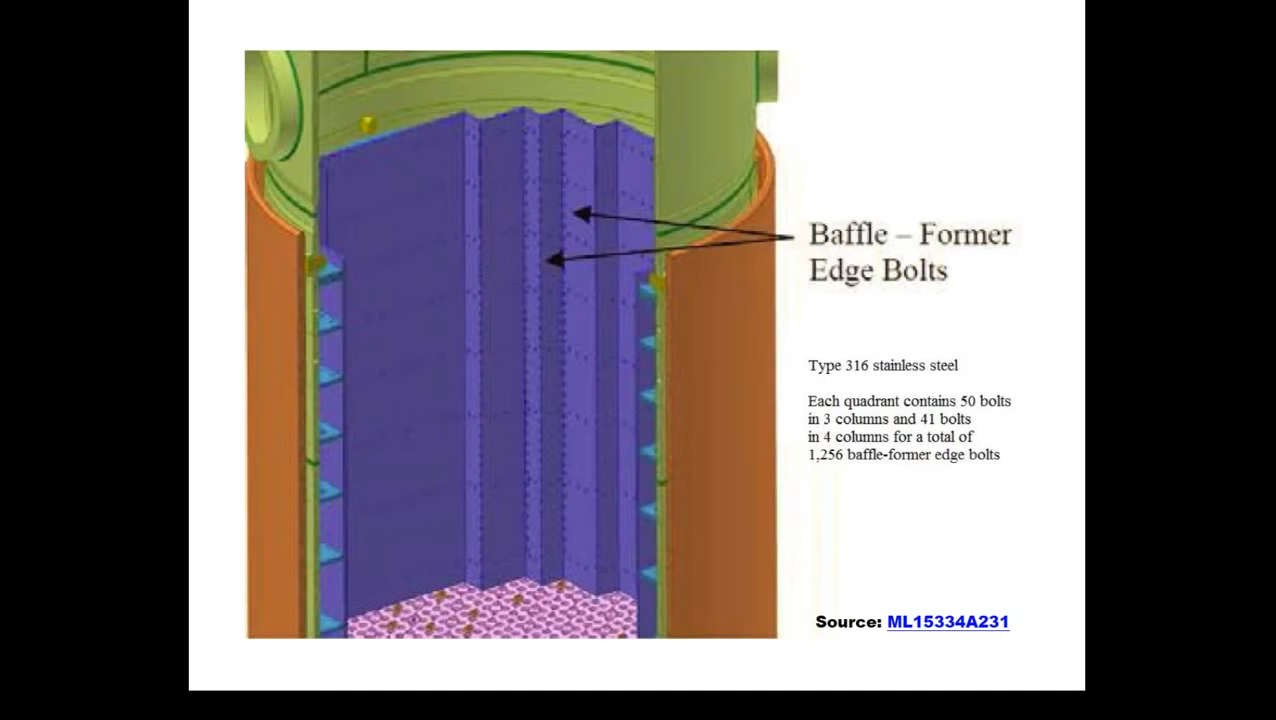 Baffle – Former
Edge Bolts
Type 316 stainless steel
Each quadrant contains 50 bolts
in 3 columns and 41 bolts
in 4 columns for a total of
1,256 baffle-former edge bolts
Source: ML15334A231